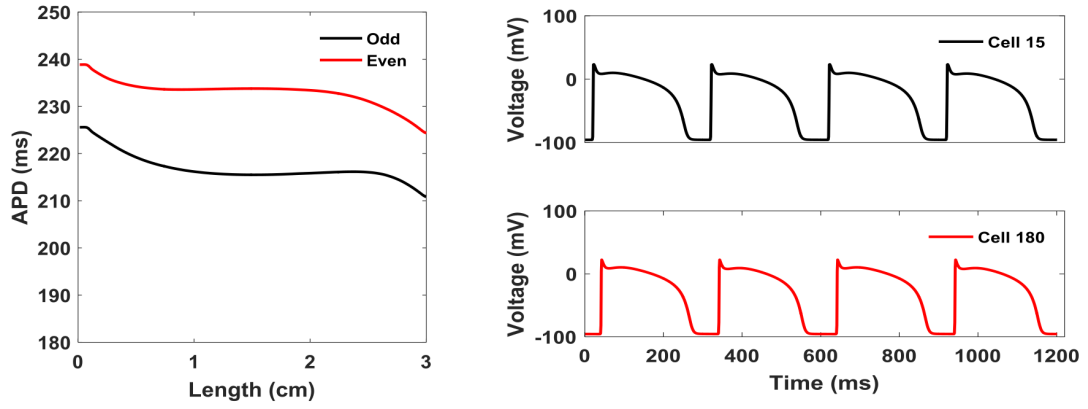 250
240
230
220
210
200
190
180
APD (ms)
Odd
Even
0
1
2
3
Length (cm)
100
0
-100
Voltage (mV)
Cell 15
100
0
-100
Voltage (mV)
Cell 180
0
200
400
600
800
1000
1200
Time (ms)